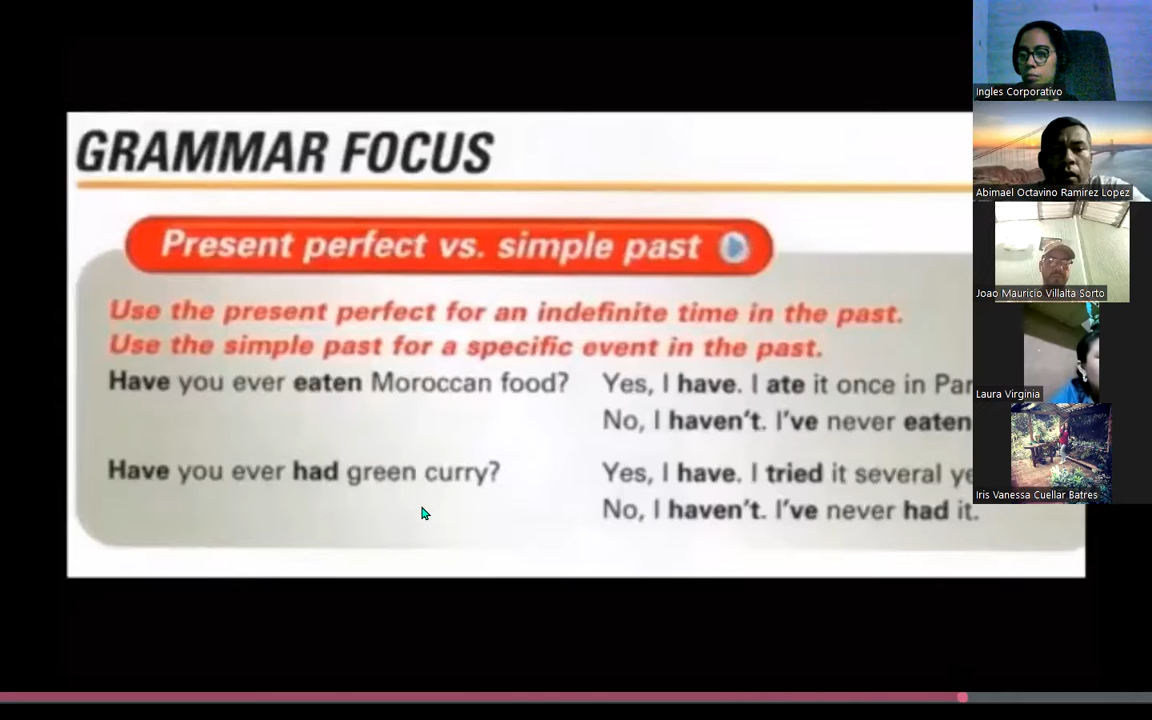 GRAMMAR FOCUS
Present perfect vs. simple past
Use the present perfect for an indefinite time in the past.
Use the simple past for a specific event in the past.
Have you ever eaten Moroccan food? Yes, I have. I ate it once in Par
No, I haven't. I've never eaten
Have you ever had green curry? Yes, I have. I tried it several ye
No, I haven't. I've never had it.
Ingles Corporativo
Abimael Octavino Ramirez Lopez
Joao Mauricio Villalta Sorto
Laura Virginia
Iris Vanessa Cuellar Batres